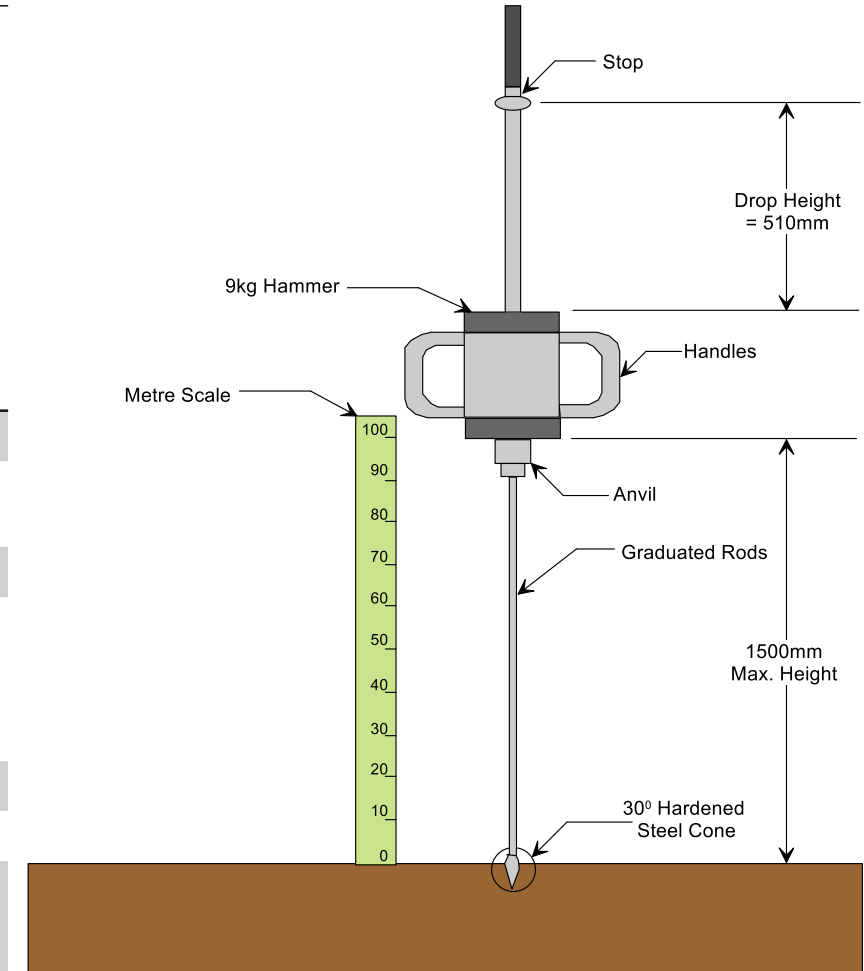 Stop
Drop Height
= 510mm
9kg Hammer
Handles
Metre Scale
100
90
80
70
60
50
40
30
20
10
0
Anvil
Graduated Rods
1500mm
Max. Height
30⁰ Hardened
Steel Cone